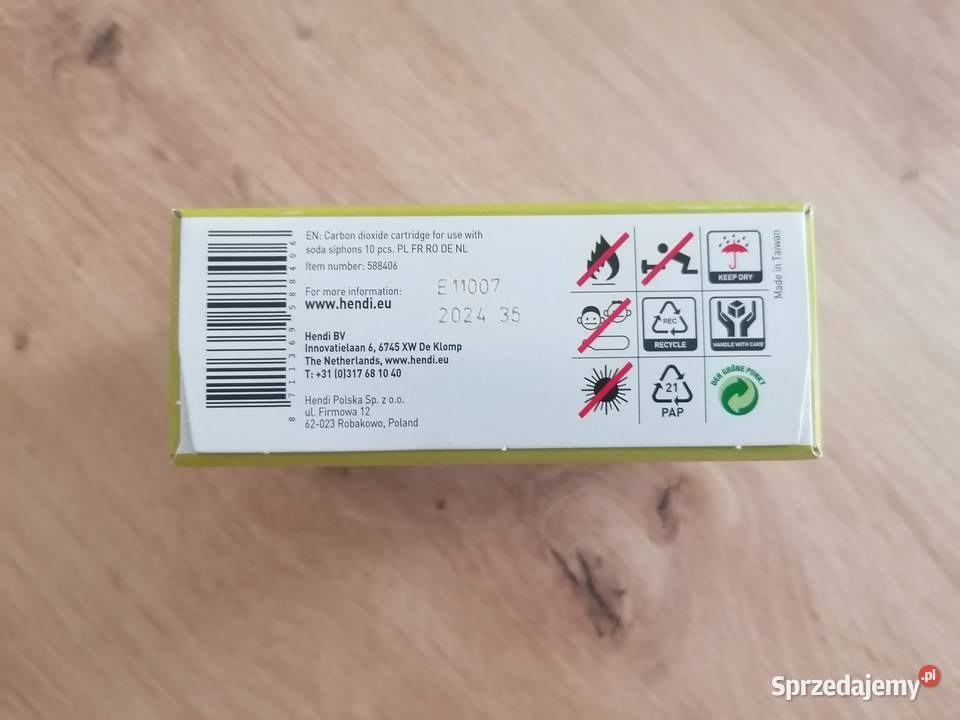 EN: Carbon dioxide cartridge for use with
soda siphons 10 pcs. PL FR RO DE NL
Item number: 588406
For more information:
www.hendi.eu
E11007
2024 35
Hendi BV
Innovatielaan 6, 6745 XW De Klomp
The Netherlands, www.hendi.eu
T: +31 (0)317 68 10 40
Hendi Polska Sp. z o.o.
ul. Firmowa 12
62-023 Robakowo, Poland
8 711369 588406
KEEP DRY
REC
RECYCLE
HANDLE WITH CARE
21
PAP
DER GRÜNE PUNKT
Made in Taiwan
Sprzedajemy.pl